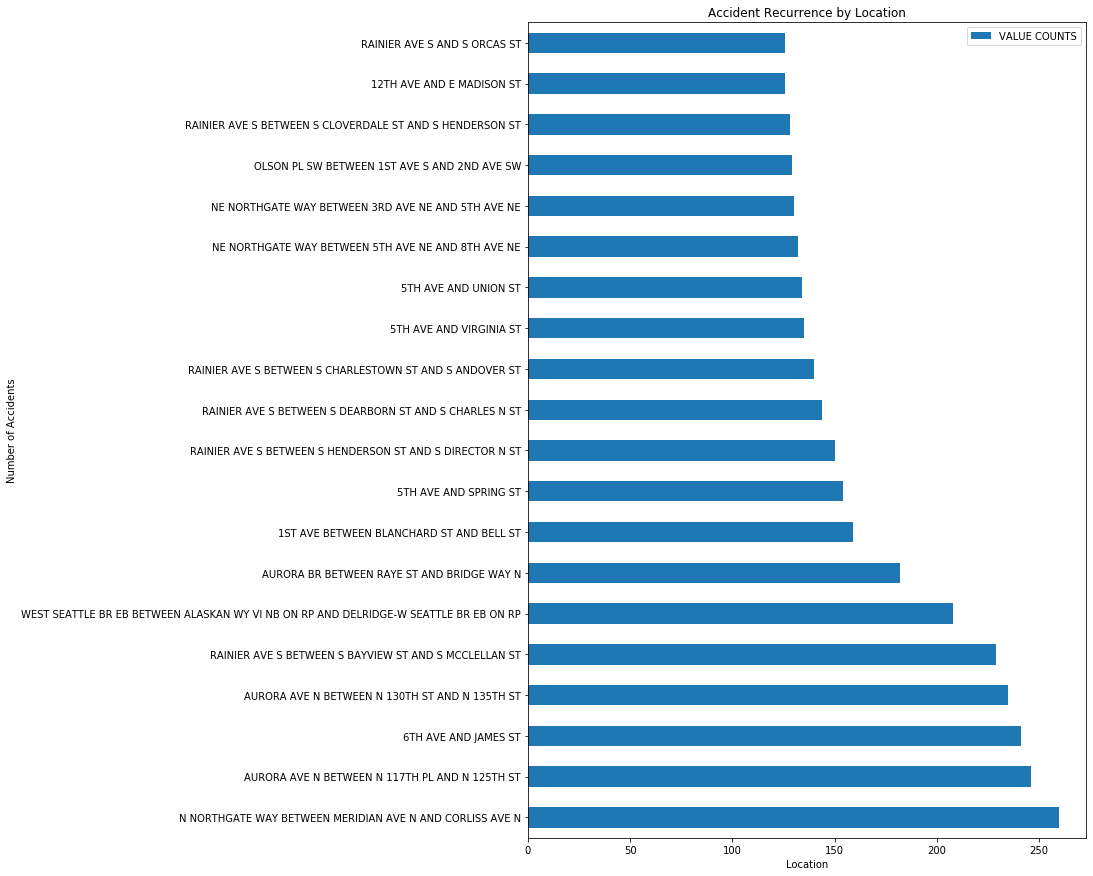 Accident Recurrence by Location
VALUE COUNTS
RAINIER AVE S AND S ORCAS ST
12TH AVE AND E MADISON ST
RAINIER AVE S BETWEEN S CLOVERDALE ST AND S HENDERSON ST
OLSON PL SW BETWEEN 1ST AVE S AND 2ND AVE SW
NE NORTHGATE WAY BETWEEN 3RD AVE NE AND 5TH AVE NE
NE NORTHGATE WAY BETWEEN 5TH AVE NE AND 8TH AVE NE
5TH AVE AND UNION ST
5TH AVE AND VIRGINIA ST
RAINIER AVE S BETWEEN S CHARLESTOWN ST AND S ANDOVER ST
RAINIER AVE S BETWEEN S DEARBORN ST AND S CHARLES N ST
RAINIER AVE S BETWEEN S HENDERSON ST AND S DIRECTOR N ST
5TH AVE AND SPRING ST
1ST AVE BETWEEN BLANCHARD ST AND BELL ST
AURORA BR BETWEEN RAYE ST AND BRIDGE WAY N
WEST SEATTLE BR EB BETWEEN ALASKAN WY VI NB ON RP AND DELRIDGE-W SEATTLE BR EB ON RP
RAINIER AVE S BETWEEN S BAYVIEW ST AND S MCCLELLAN ST
AURORA AVE N BETWEEN N 130TH ST AND N 135TH ST
6TH AVE AND JAMES ST
AURORA AVE N BETWEEN N 117TH PL AND N 125TH ST
N NORTHGATE WAY BETWEEN MERIDIAN AVE N AND CORLISS AVE N
Number of Accidents
0 50 100 150 200 250
Location